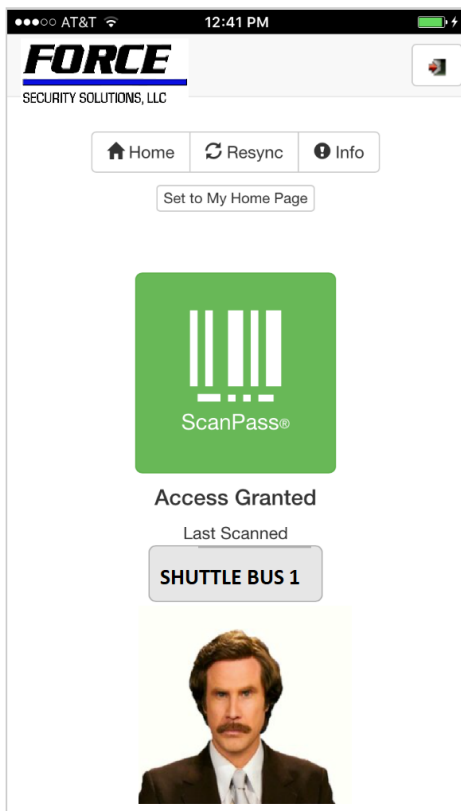 AT&T 12:41 PM
FORCE
SECURITY SOLUTIONS, LLC
Home Resync Info
Set to My Home Page
ScanPass®
Access Granted
Last Scanned
SHUTTLE BUS 1